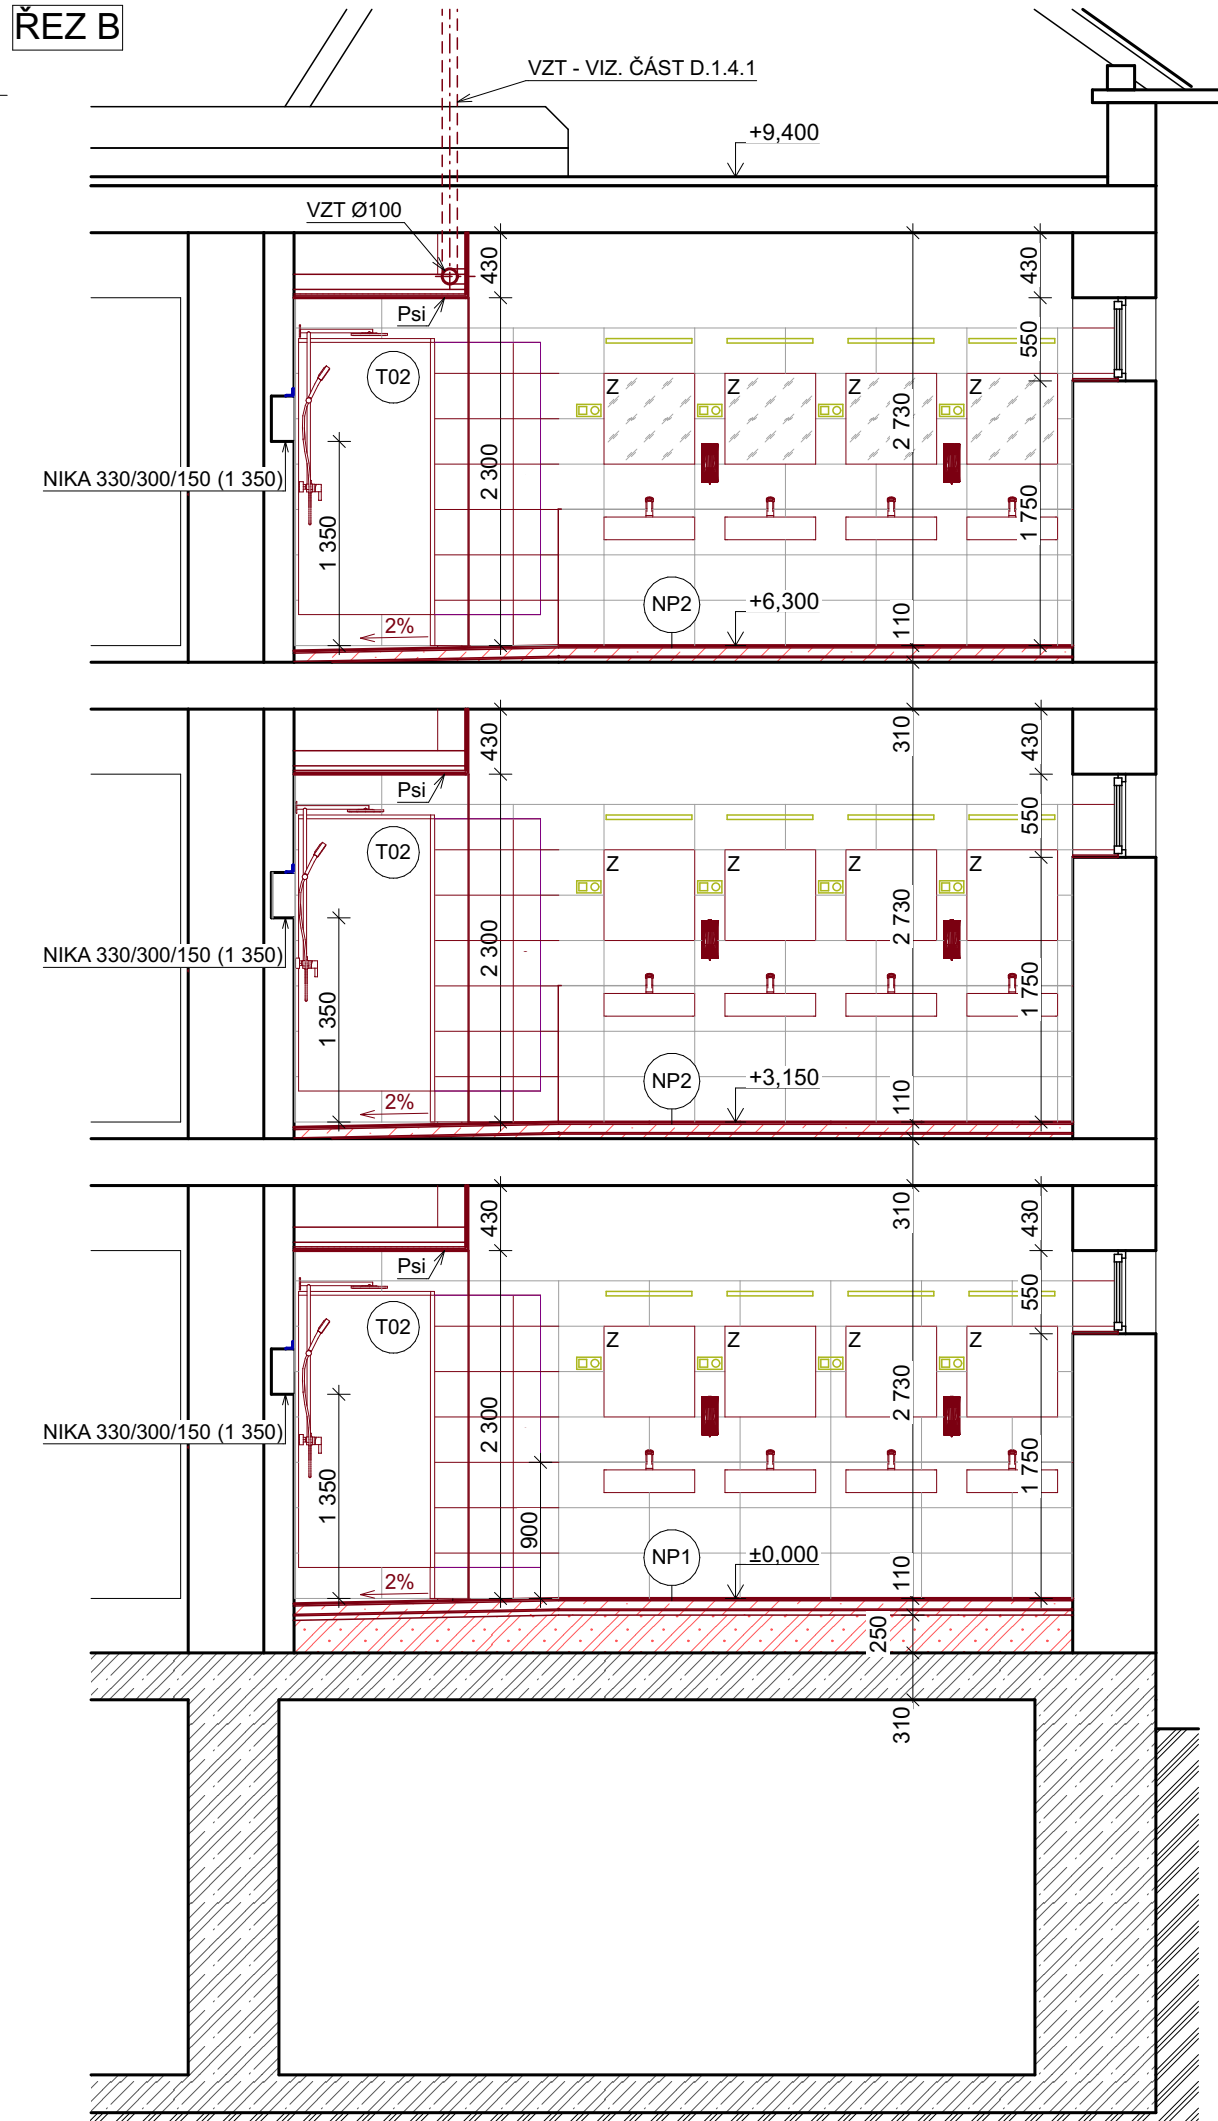 ŘEZ B
VZT - VIZ. ČÁST D.1.4.1
+9,400
VZT Ø100
430
430
Psi
550
T02
Z
Z
Z
Z
2 730
NIKA 330/300/150 (1 350)
2 300
1 750
1 350
NP2
+6,300
110
2%
310
430
430
Psi
550
T02
Z
Z
Z
Z
2 730
NIKA 330/300/150 (1 350)
2 300
1 750
1 350
NP2
+3,150
110
2%
310
430
430
Psi
550
T02
Z
Z
Z
Z
2 730
NIKA 330/300/150 (1 350)
2 300
1 750
1 350
900
NP1
±0,000
110
2%
250
310